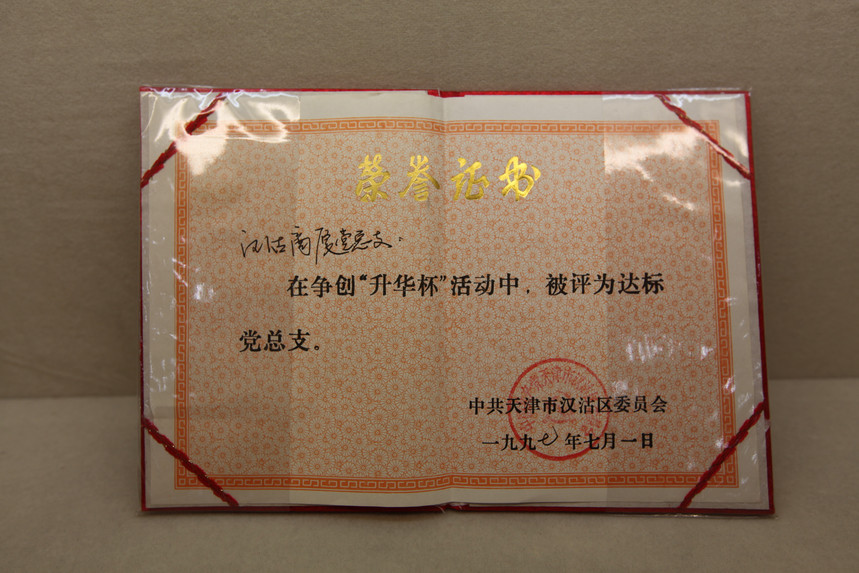 荣誉证书
汉沽商店党总支:
在争创“升华杯”活动中，被评为达标
党总支。
中共天津市汉沽区委员会
一九九七年七月一日